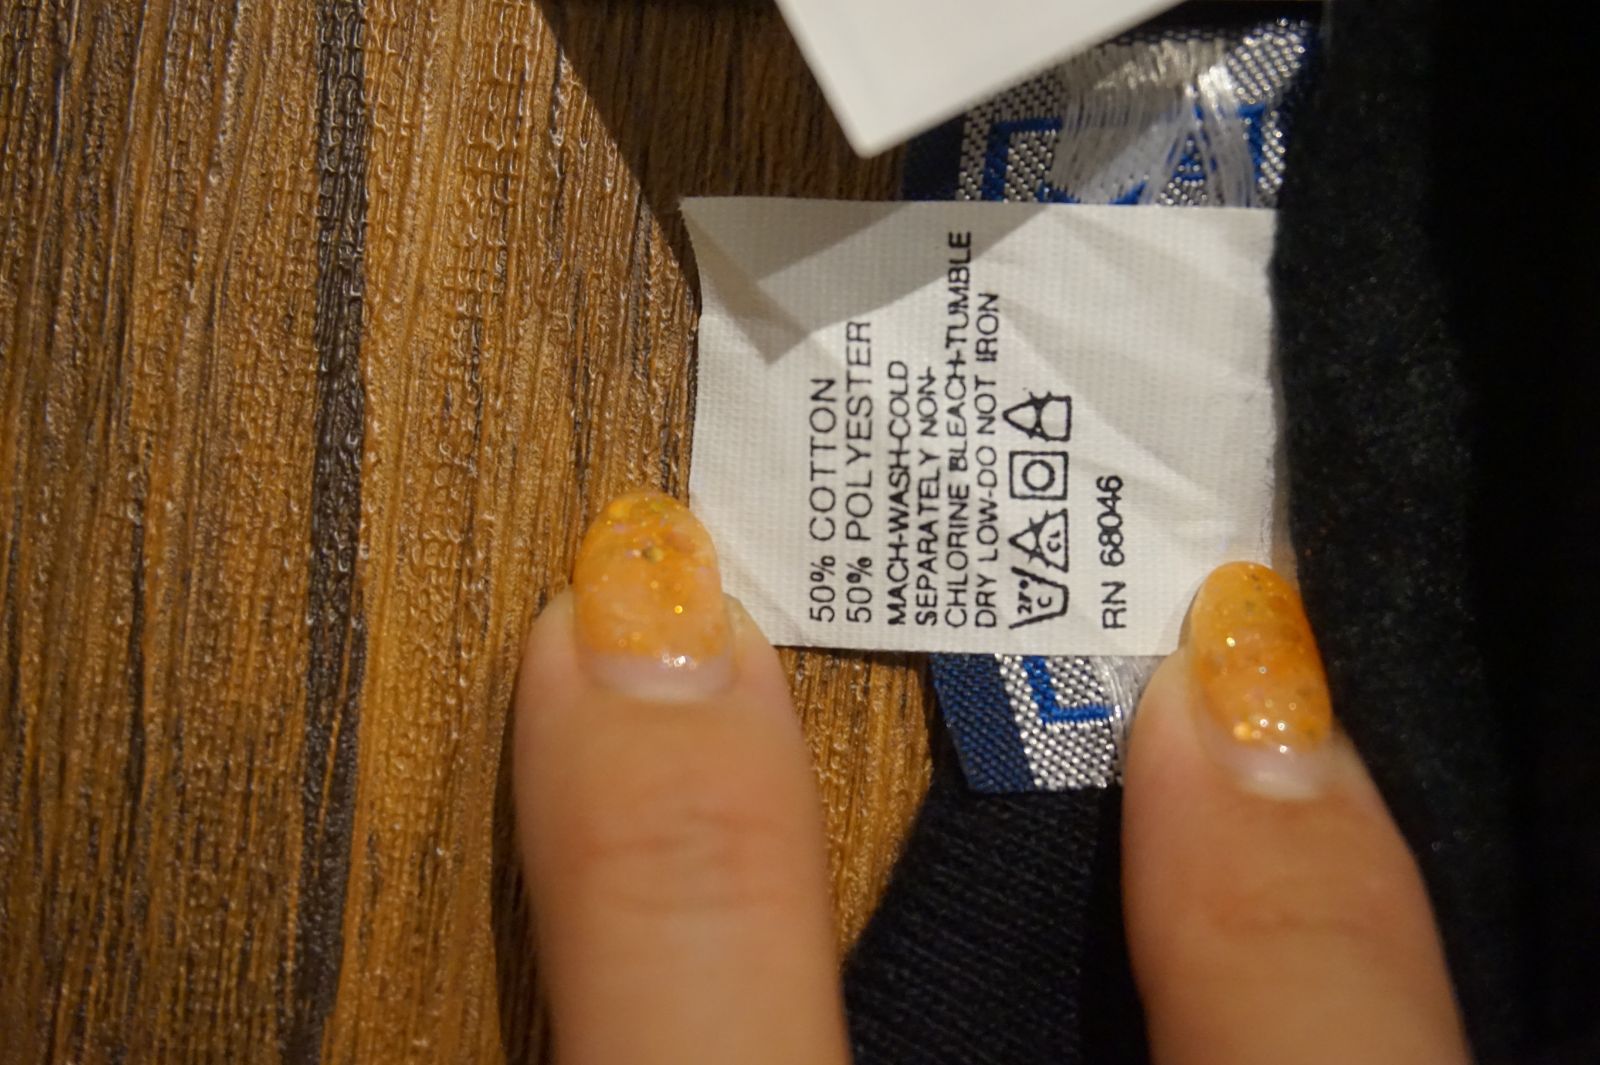 50% COTTON
50% POLYESTER
MACH-WASH-COLD
SEPARATELY NON-
CHLORINE BLEACH-TUMBLE
DRY LOW-DO NOT IRON
CL
RN 68046